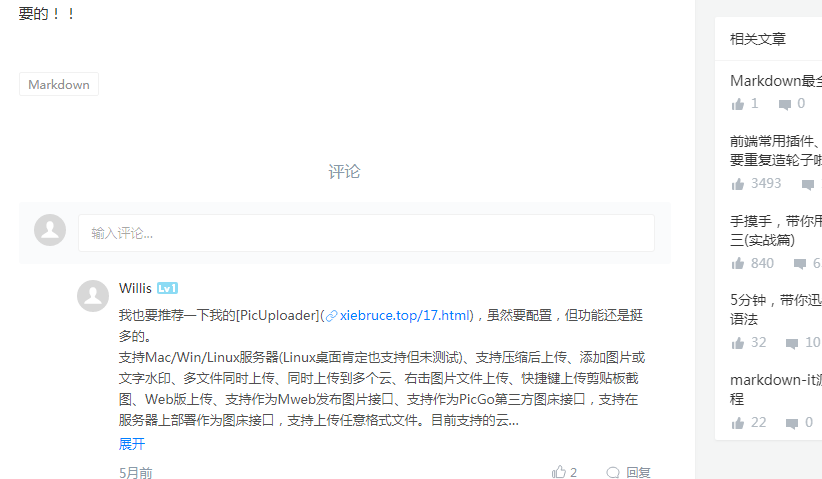 要的！！
Markdown
评论
输入评论...
Willis Lv1
我也要推荐一下我的[PicUploader](xiebruce.top/17.html)，虽然要配置，但功能还是挺
多的。
支持Mac/Win/Linux服务器(Linux桌面肯定也支持但未测试)、支持压缩后上传、添加图片或
文字水印、多文件同时上传、同时上传到多个云、右击图片文件上传、快捷键上传剪贴板截
图、Web版上传、支持作为Mweb发布图片接口、支持作为PicGo第三方图床接口，支持在
服务器上部署作为图床接口，支持上传任意格式文件。目前支持的云...
展开
5月前 2 回复
相关文章
Markdown最全
1 0
前端常用插件、
要重复造轮子啦
3493
手摸手，带你用
三(实战篇)
840 6
5分钟，带你迅
语法
32 10
markdown-it源
程
22 0